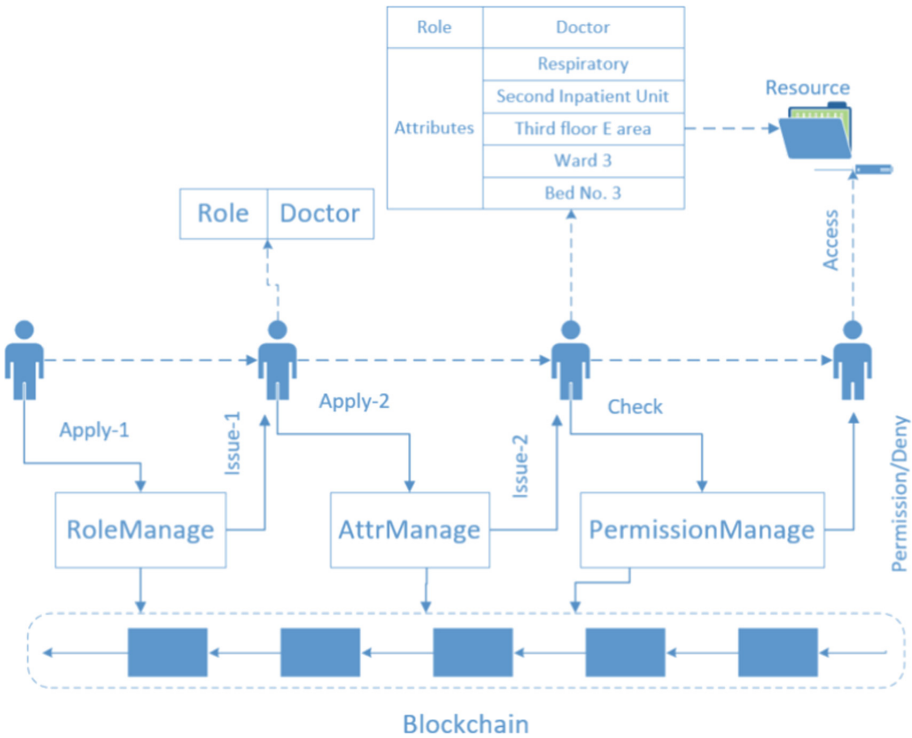 Role Doctor
Respiratory
Second Inpatient Unit
Attributes Third floor E area
Ward 3
Bed No. 3
Resource
Role Doctor
Access
Apply-1
Issue-1
Apply-2
Issue-2
Check
Permission/Deny
RoleManage
AttrManage
PermissionManage
Blockchain